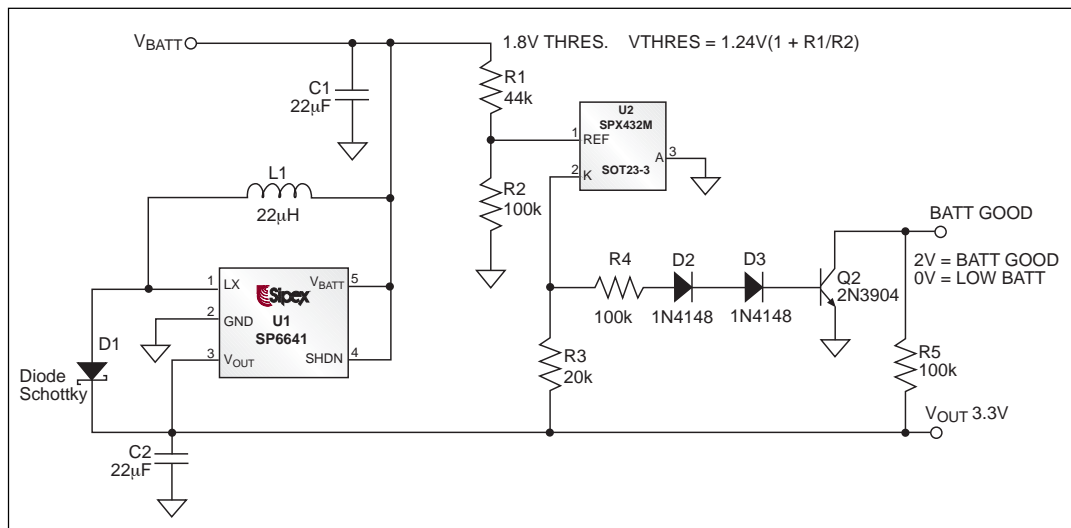 VBATT
1.8V THRES. VTHRES = 1.24V(1 + R1/R2)
C1
22µF
R1
44k
U2
SPX432M
1
REF
A
3
2
K
SOT23-3
L1
22µH
R2
100k
BATT GOOD
2V = BATT GOOD
0V = LOW BATT
R4
100k
D2
1N4148
D3
1N4148
Q2
2N3904
1
LX
VBATT
5
Sipex
2
GND
U1
SP6641
3
VOUT
SHDN
4
D1
Diode
Schottky
R3
20k
R5
100k
VOUT 3.3V
C2
22µF